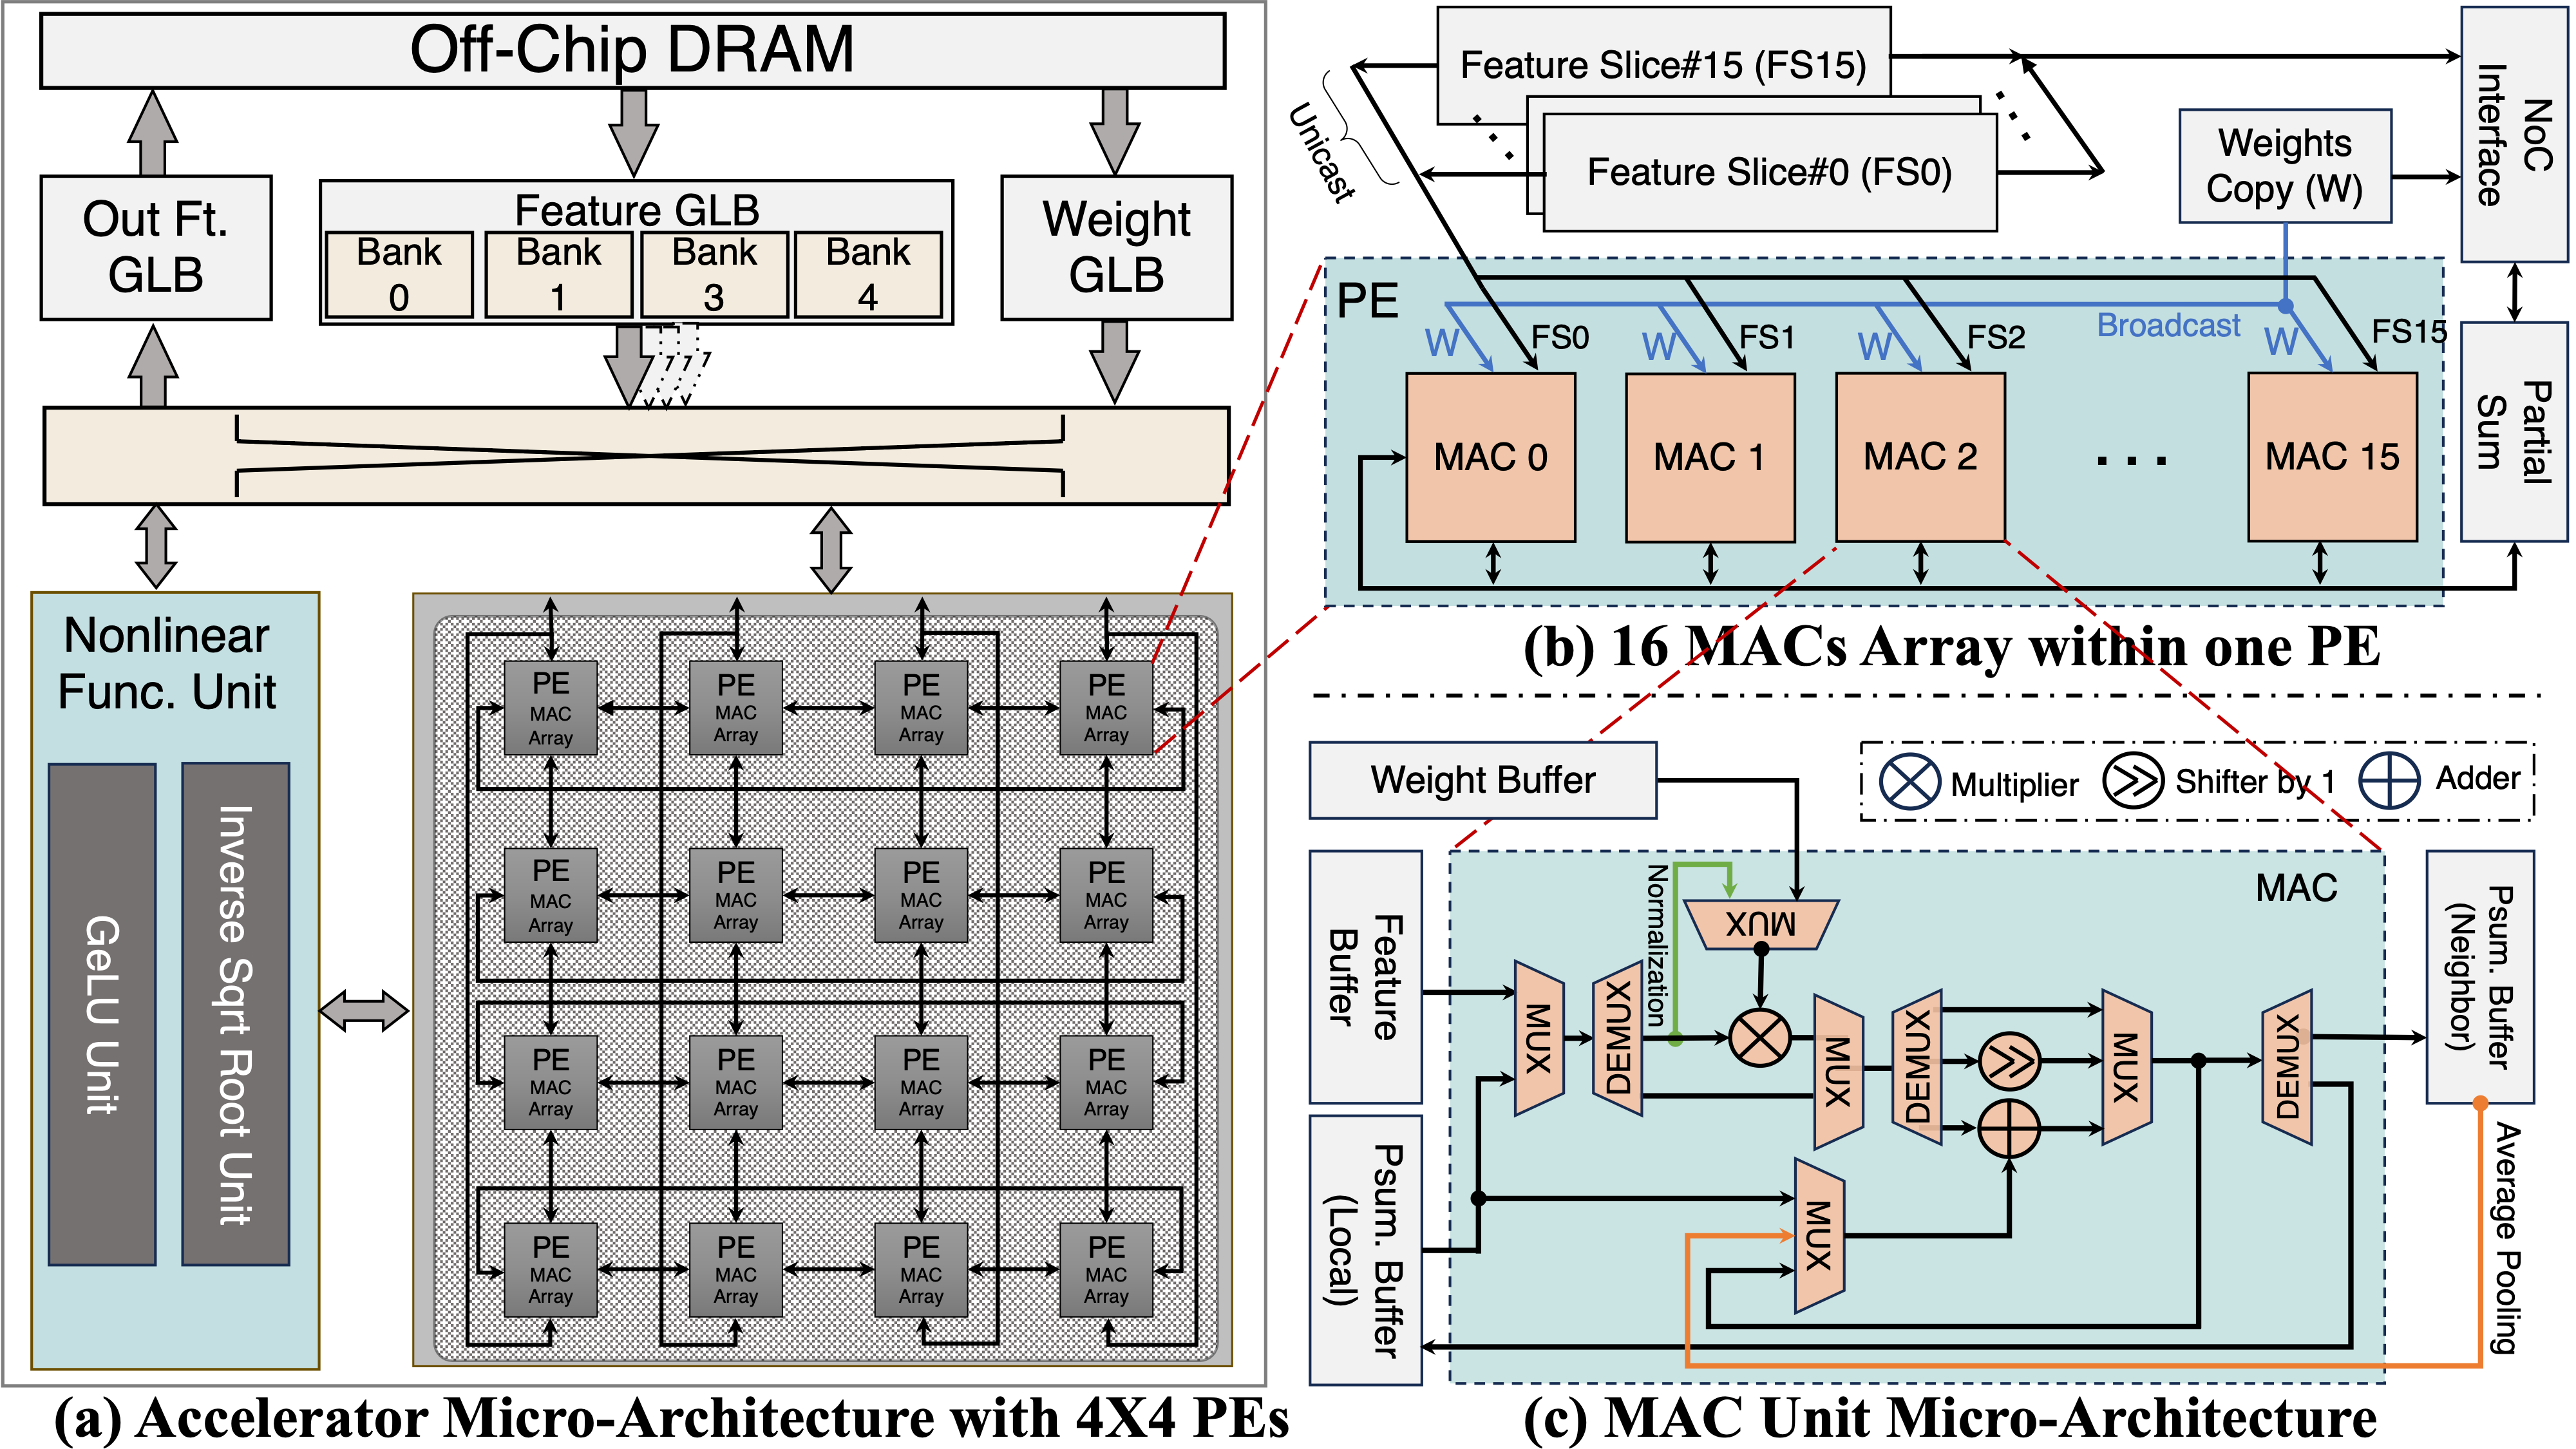 Off-Chip DRAM
Out Ft.
GLB
Feature GLB
Bank
0
Bank
1
Bank
3
Bank
4
Weight
GLB
Nonlinear
Func. Unit
GeLU Unit
Inverse Sqrt Root Unit
PE
MAC
Array
PE
MAC
Array
PE
MAC
Array
PE
MAC
Array
PE
MAC
Array
PE
MAC
Array
PE
MAC
Array
PE
MAC
Array
PE
MAC
Array
PE
MAC
Array
PE
MAC
Array
PE
MAC
Array
PE
MAC
Array
PE
MAC
Array
PE
MAC
Array
PE
MAC
Array
(a) Accelerator Micro-Architecture with 4X4 PEs
Feature Slice#15 (FS15)
Feature Slice#0 (FS0)
Unicast
Weights
Copy (W)
NoC
Interface
PE
W
FS0
W
FS1
W
FS2
Broadcast
W
FS15
MAC 0
MAC 1
MAC 2
...
MAC 15
Partial
Sum
(b) 16 MACs Array within one PE
Weight Buffer
Multiplier
Shifter by 1
Adder
Feature
Buffer
Psum. Buffer
(Local)
MAC
Normalization
MUX
MUX
DEMUX
MUX
DEMUX
MUX
DEMUX
MUX
Psum. Buffer
(Neighbor)
Average Pooling
(c) MAC Unit Micro-Architecture